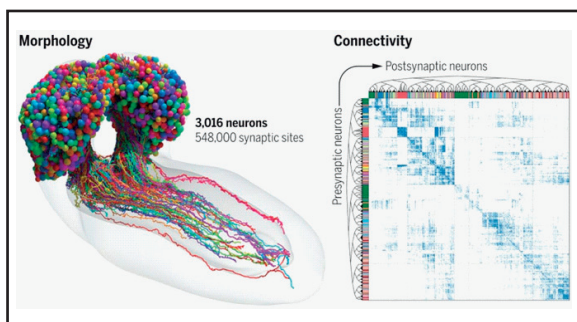 Morphology
3,016 neurons
548,000 synaptic sites
Connectivity
Postsynaptic neurons
Presynaptic neurons